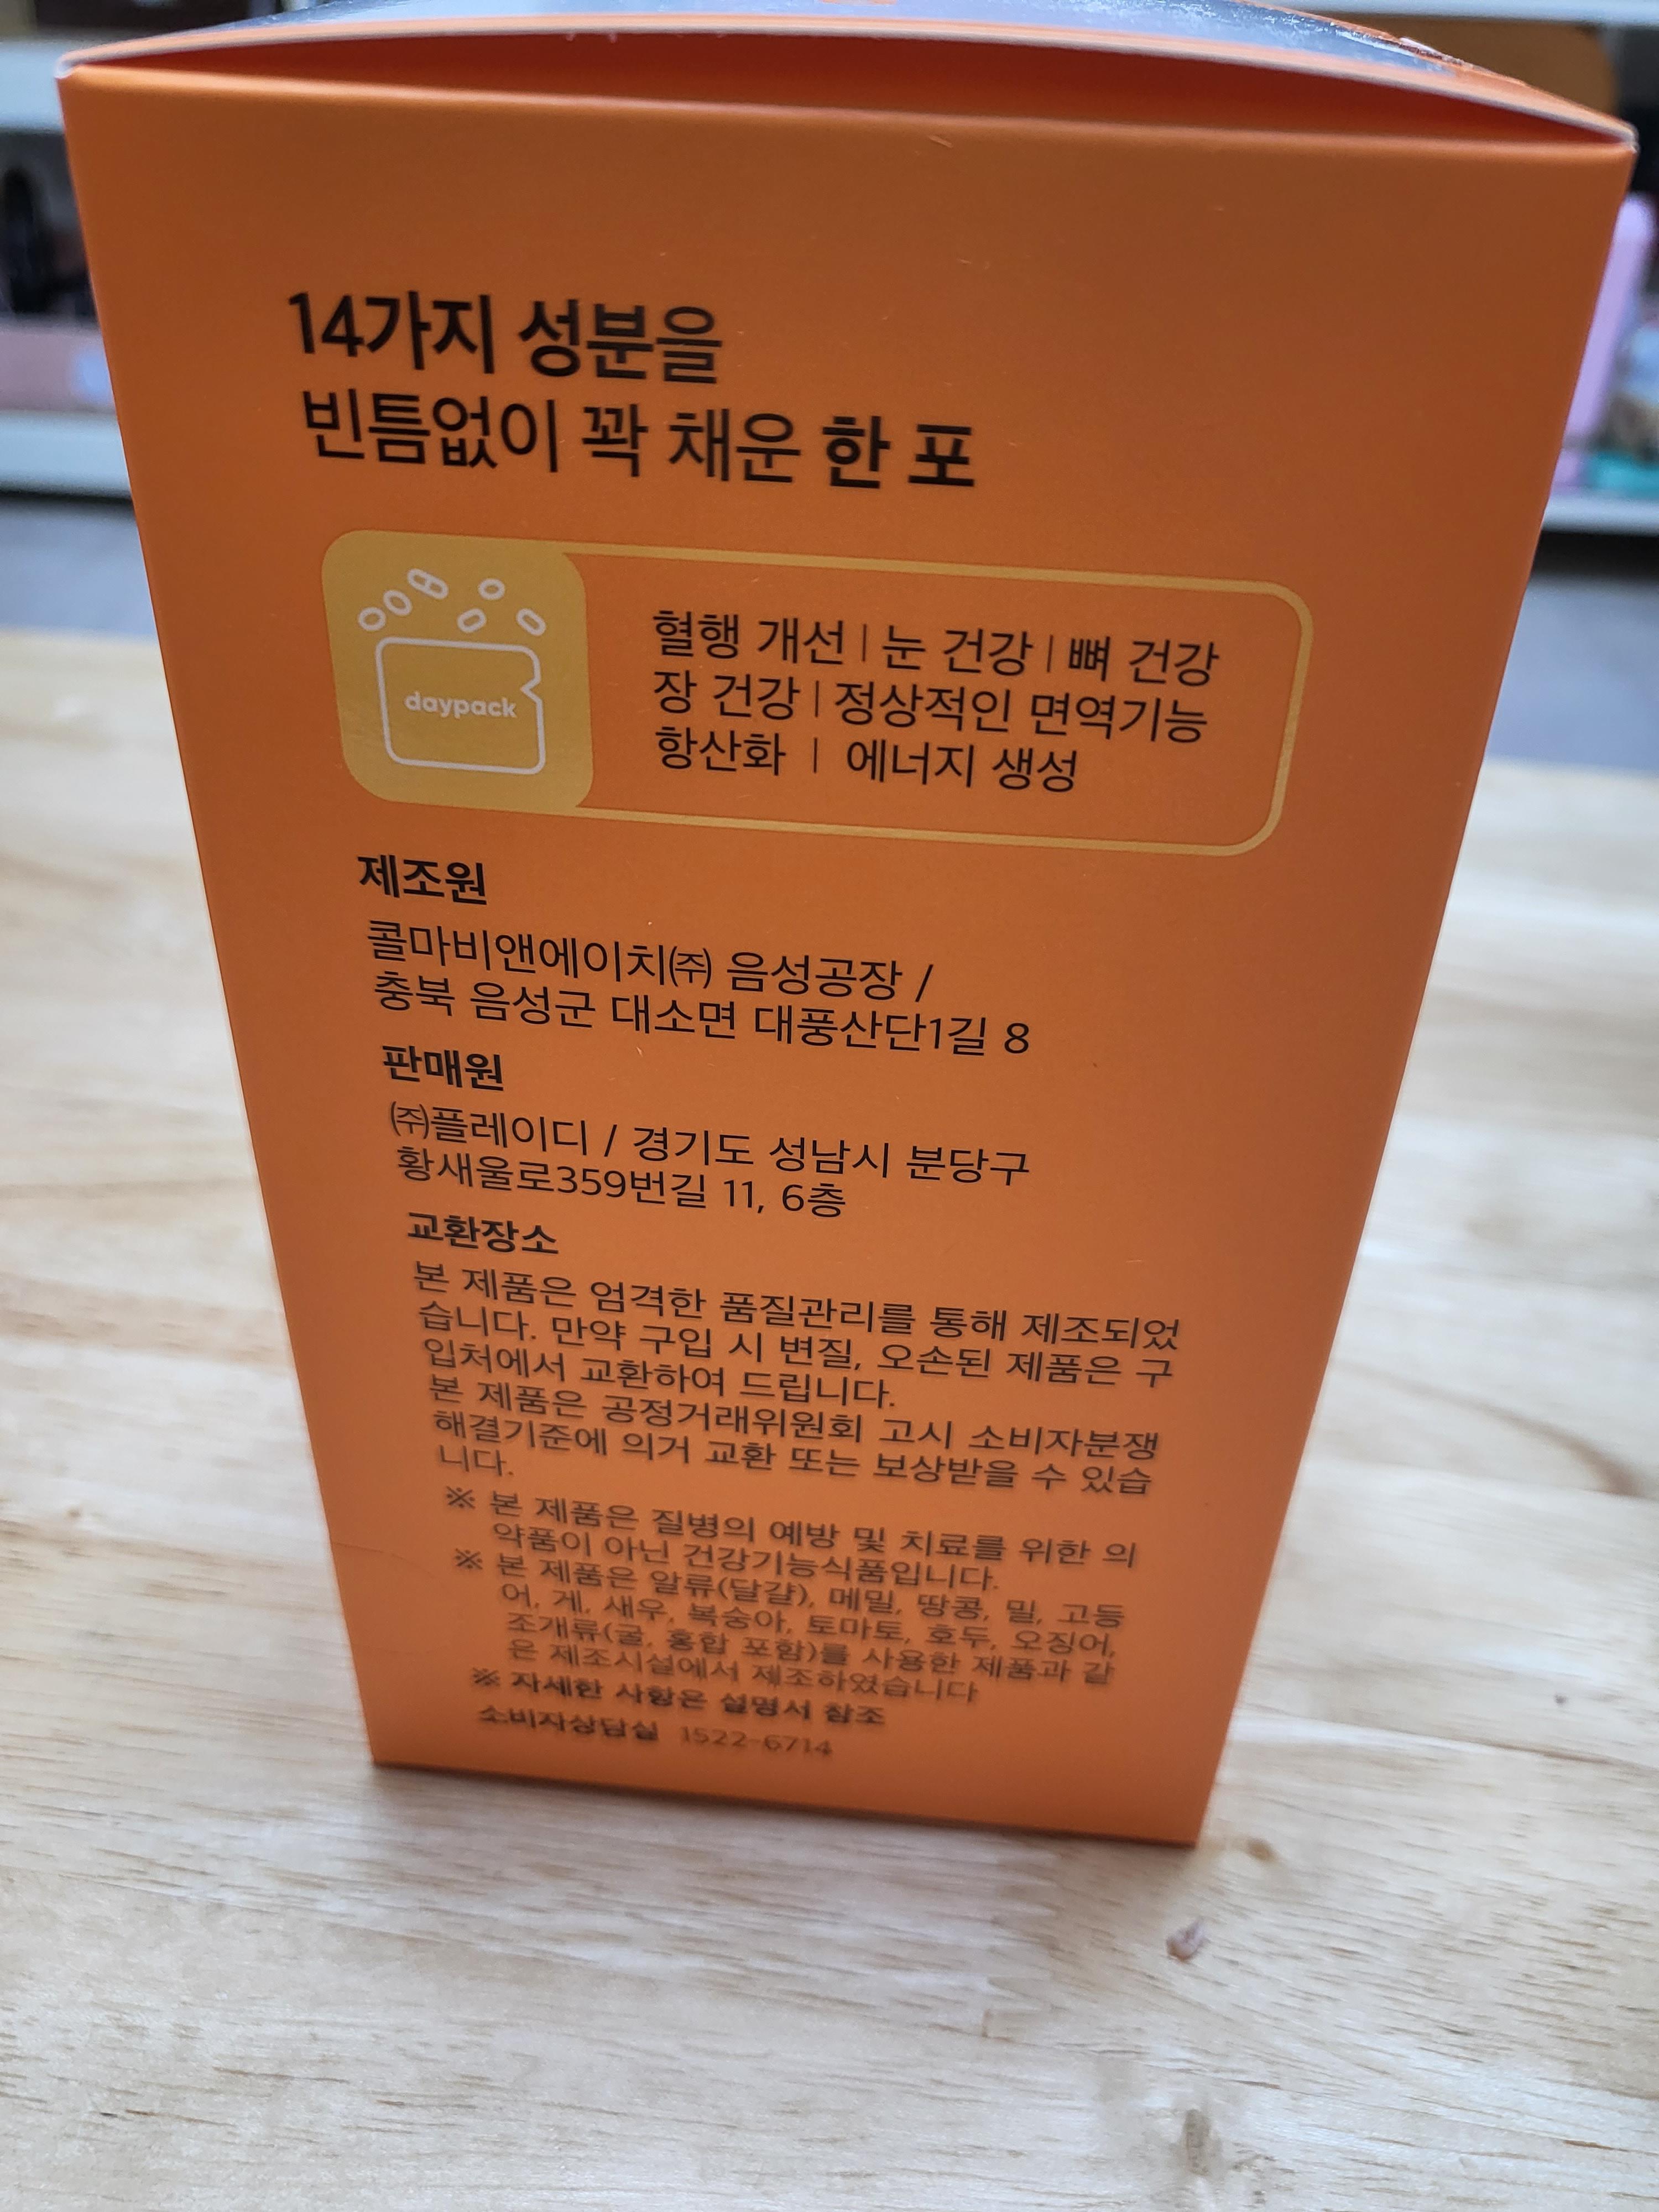 14가지 성분을
빈틈없이 꽉 채운 한 포
daypack
혈행 개선 | 눈 건강 | 뼈 건강
장 건강 | 정상적인 면역기능
항산화 | 에너지 생성
제조원
콜마비앤에이치㈜ 음성공장 /
충북 음성군 대소면 대풍산단1길 8
판매원
㈜플레이디 / 경기도 성남시 분당구
황새울로359번길 11, 6층
교환장소
본 제품은 엄격한 품질관리를 통해 제조되었
습니다. 만약 구입 시 변질, 오손된 제품은 구
입처에서 교환하여 드립니다.
본 제품은 공정거래위원회 고시 소비자분쟁
해결기준에 의거 교환 또는 보상받을 수 있습
니다.
※ 본 제품은 질병의 예방 및 치료를 위한 의
약품이 아닌 건강기능식품입니다.
※ 본 제품은 알류(달걀), 메밀, 땅콩, 밀, 고등
어, 게, 새우, 복숭아, 토마토, 호두, 오징어,
조개류(굴, 홍합 포함)를 사용한 제품과 같
은 제조시설에서 제조하였습니다
※ 자세한 사항은 설명서 참조
소비자상담실 1522-6714